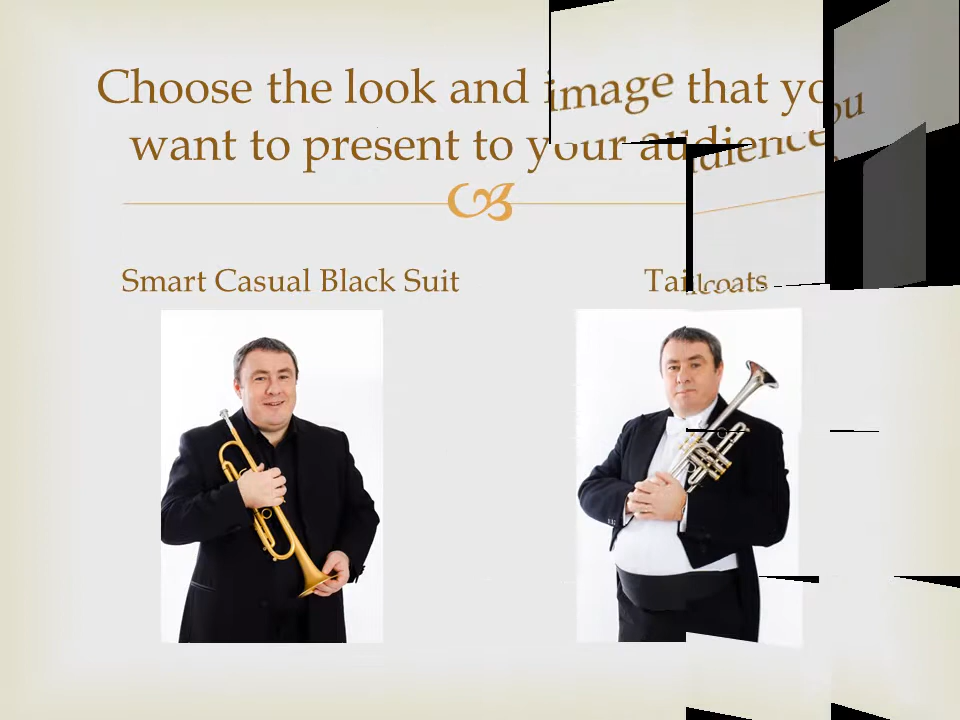 Choose the look and image that you
want to present to your audience
Smart Casual Black Suit
Tailcoats